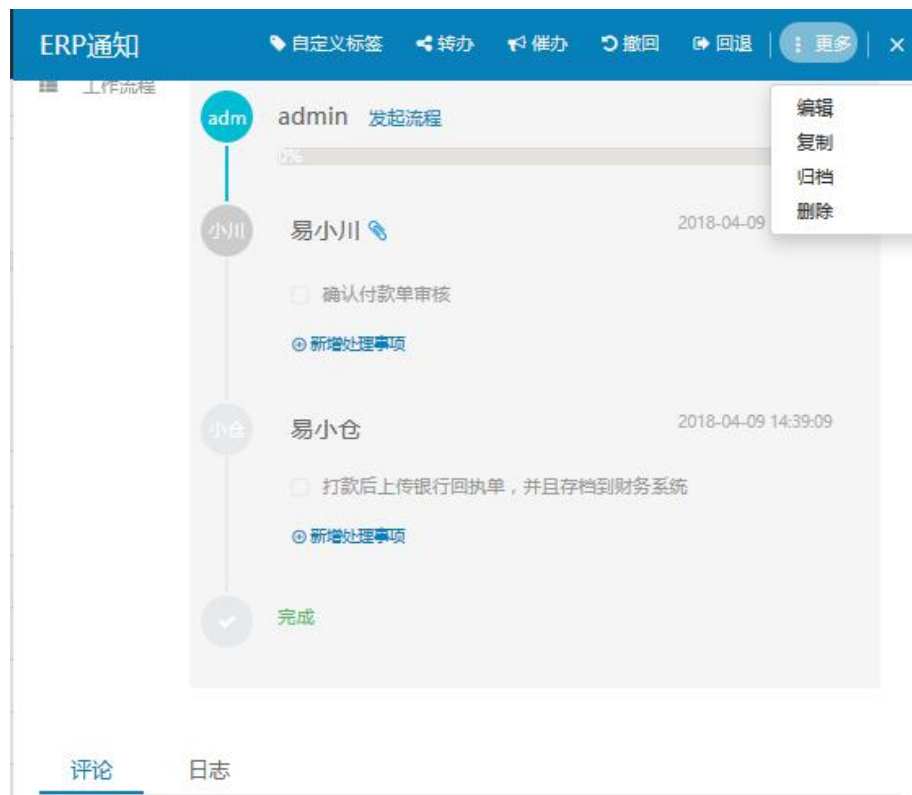 ERP通知 自定义标签 转办 催办 撤回 回退 更多 ×
工作流程
编辑
复制
归档
删除
adm admin 发起流程
0%
小川 易小川 2018-04-09
确认付款单审核
新增处理事项
小仓 易小仓 2018-04-09 14:39:09
打款后上传银行回执单，并且存档到财务系统
新增处理事项
完成
评论 日志